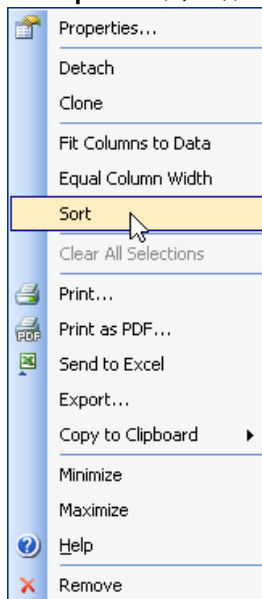 Properties...
Detach
Clone
Fit Columns to Data
Equal Column Width
Sort
Clear All Selections
Print...
PDF
Print as PDF...
Send to Excel
Export...
Copy to Clipboard
Minimize
Maximize
Help
Remove